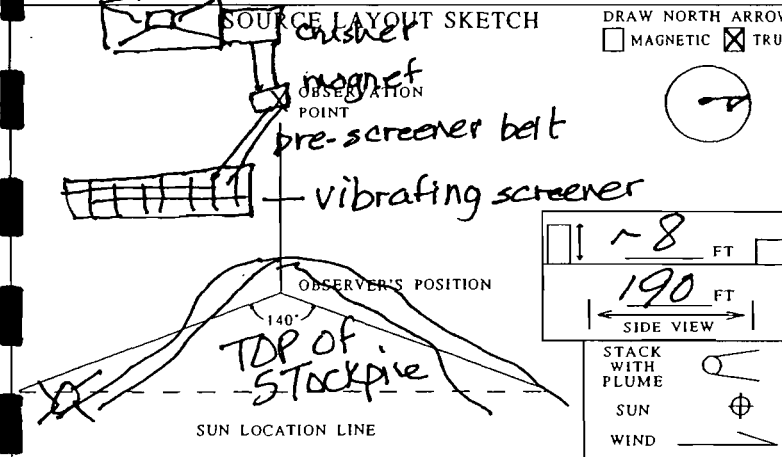 SOURCE LAYOUT SKETCH
DRAW NORTH ARROW
MAGNETIC TRU
crusher
magnet
OBSERVATION
POINT
pre-screener belt
vibrating screener
~8 FT
190 FT
SIDE VIEW
OBSERVER'S POSITION
140°
TOP OF
STOCKPILE
SUN LOCATION LINE
STACK
WITH
PLUME
SUN
WIND